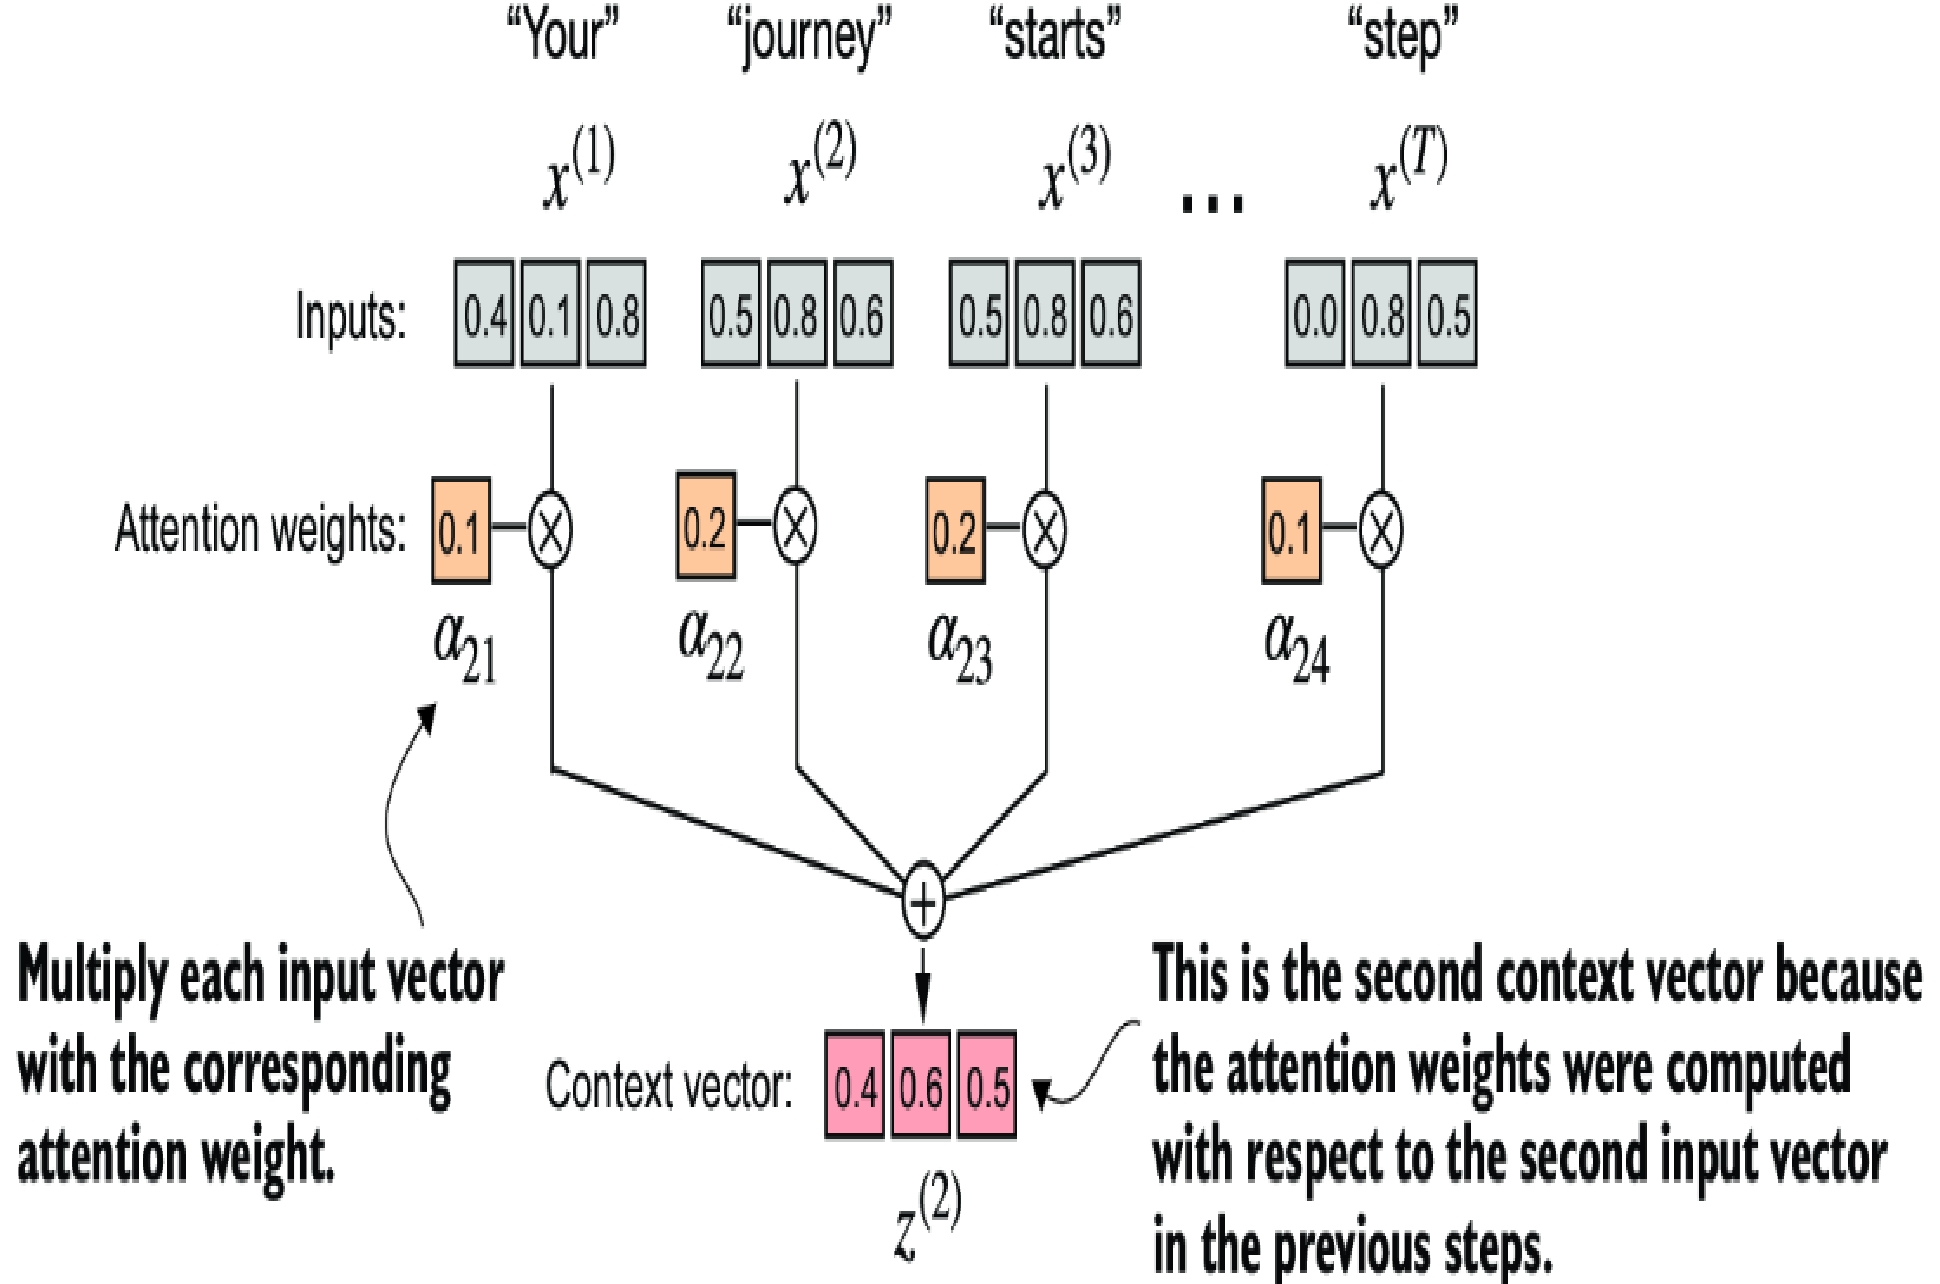 “Your” “journey” “starts” “step”
x^(1) x^(2) x^(3) ... x^(T)
Inputs: 0.4 0.1 0.8 0.5 0.8 0.6 0.5 0.8 0.6 0.0 0.8 0.5
Attention weights: 0.1 0.2 0.2 0.1
α21 α22 α23 α24
Multiply each input vector
with the corresponding
attention weight.
Context vector: 0.4 0.6 0.5
z^(2)
This is the second context vector because
the attention weights were computed
with respect to the second input vector
in the previous steps.